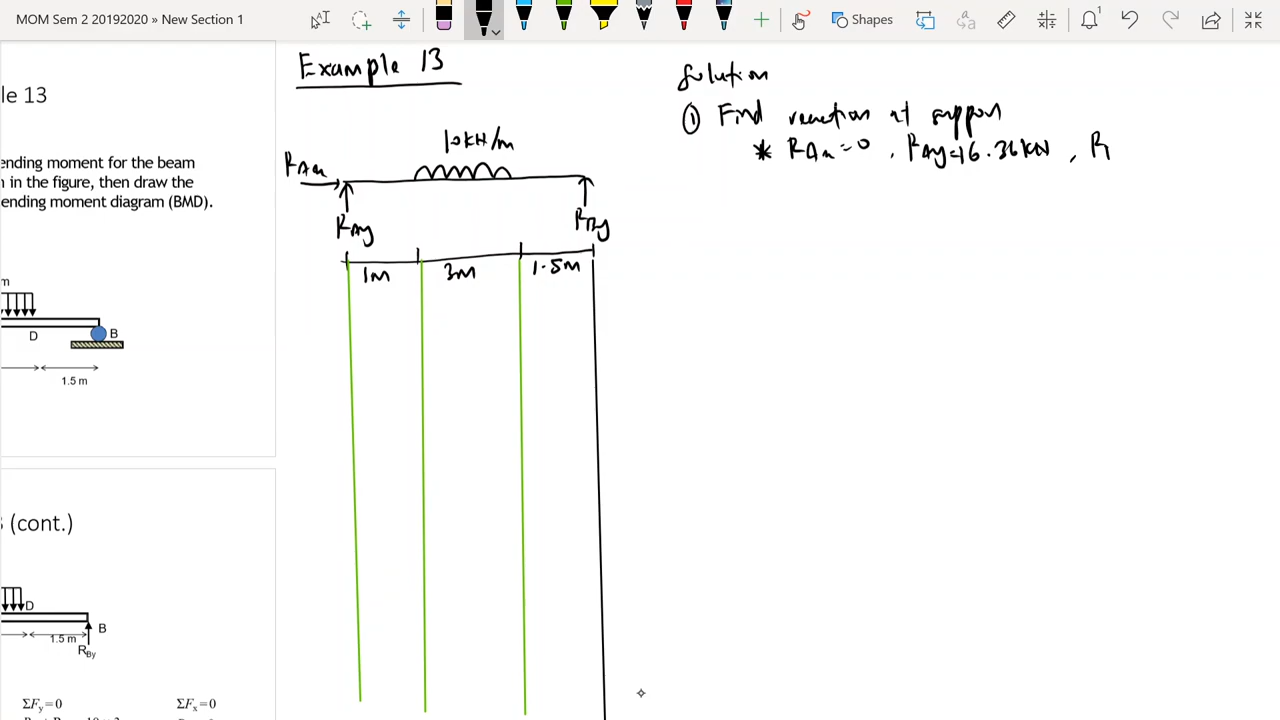 MOM Sem 2 20192020 » New Section 1
Shapes
1
le 13
ending moment for the beam
n in the figure, then draw the
ending moment diagram (BMD).
m
D
B
1.5 m
(cont.)
D
B
1.5 m
RBy
ΣFy=0
ΣFx=0
Example 13
10kN/m
RAx
RAy
RBy
1m
3m
1.5m
Solution
① Find reaction at support
* RAx=0 , RAy=16.36kN , R